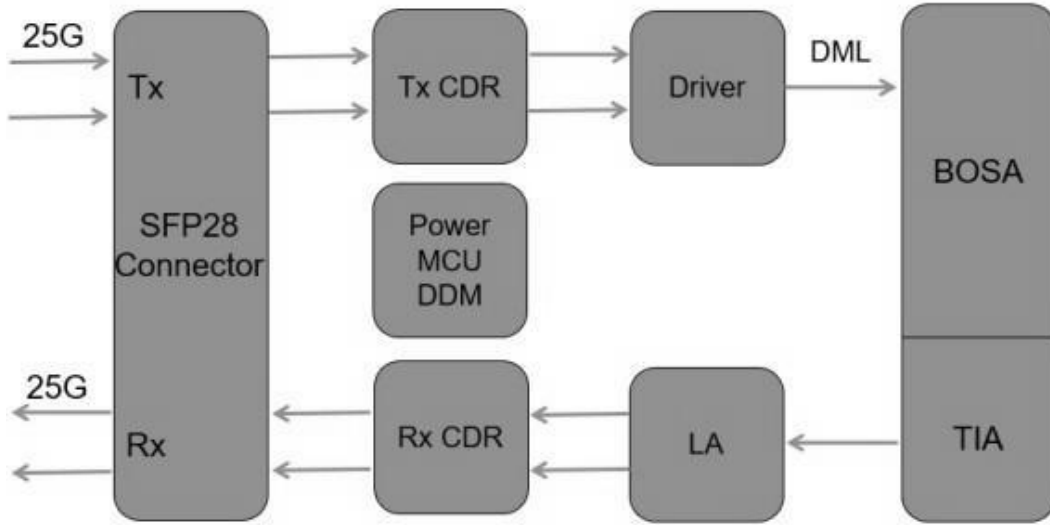 25G
Tx
Tx CDR
Driver
DML
BOSA
SFP28
Connector
Power
MCU
DDM
25G
Rx
Rx CDR
LA
TIA